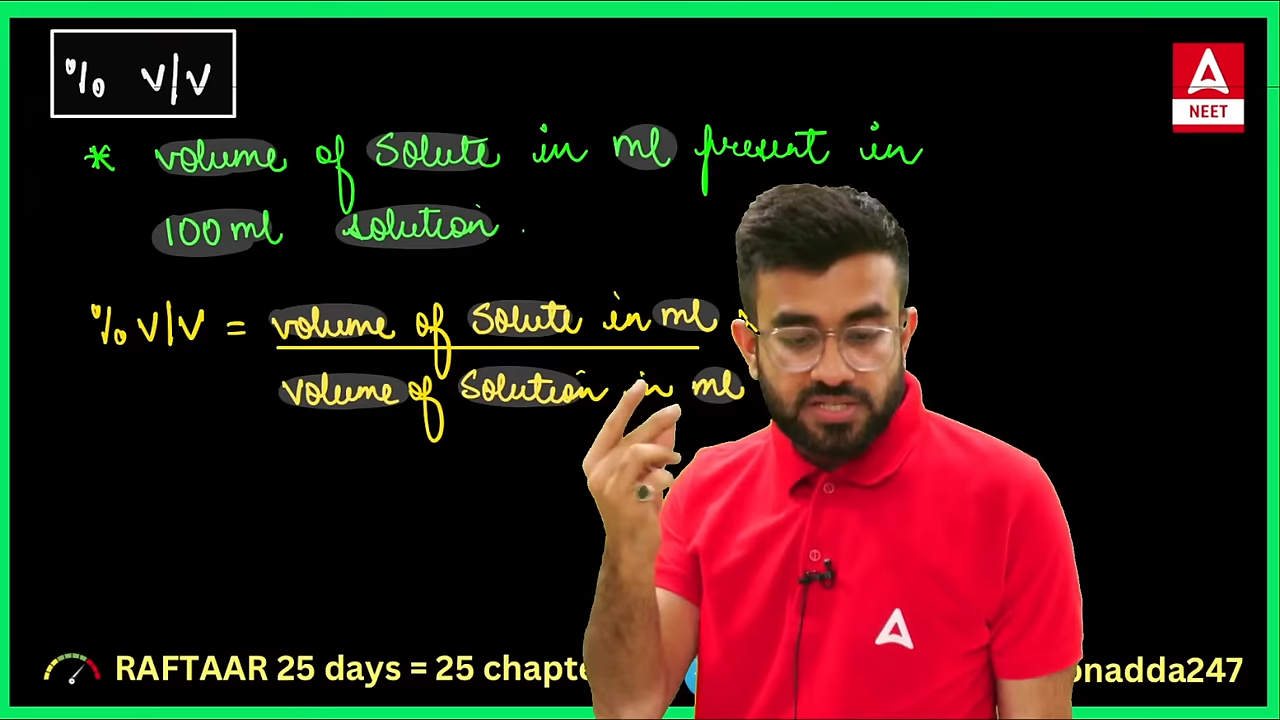 % v/v
NEET
* volume of solute in ml present in
100 ml solution.
% v/v = volume of solute in ml
volume of solution in ml
RAFTAAR 25 days = 25 chapte
onadda247